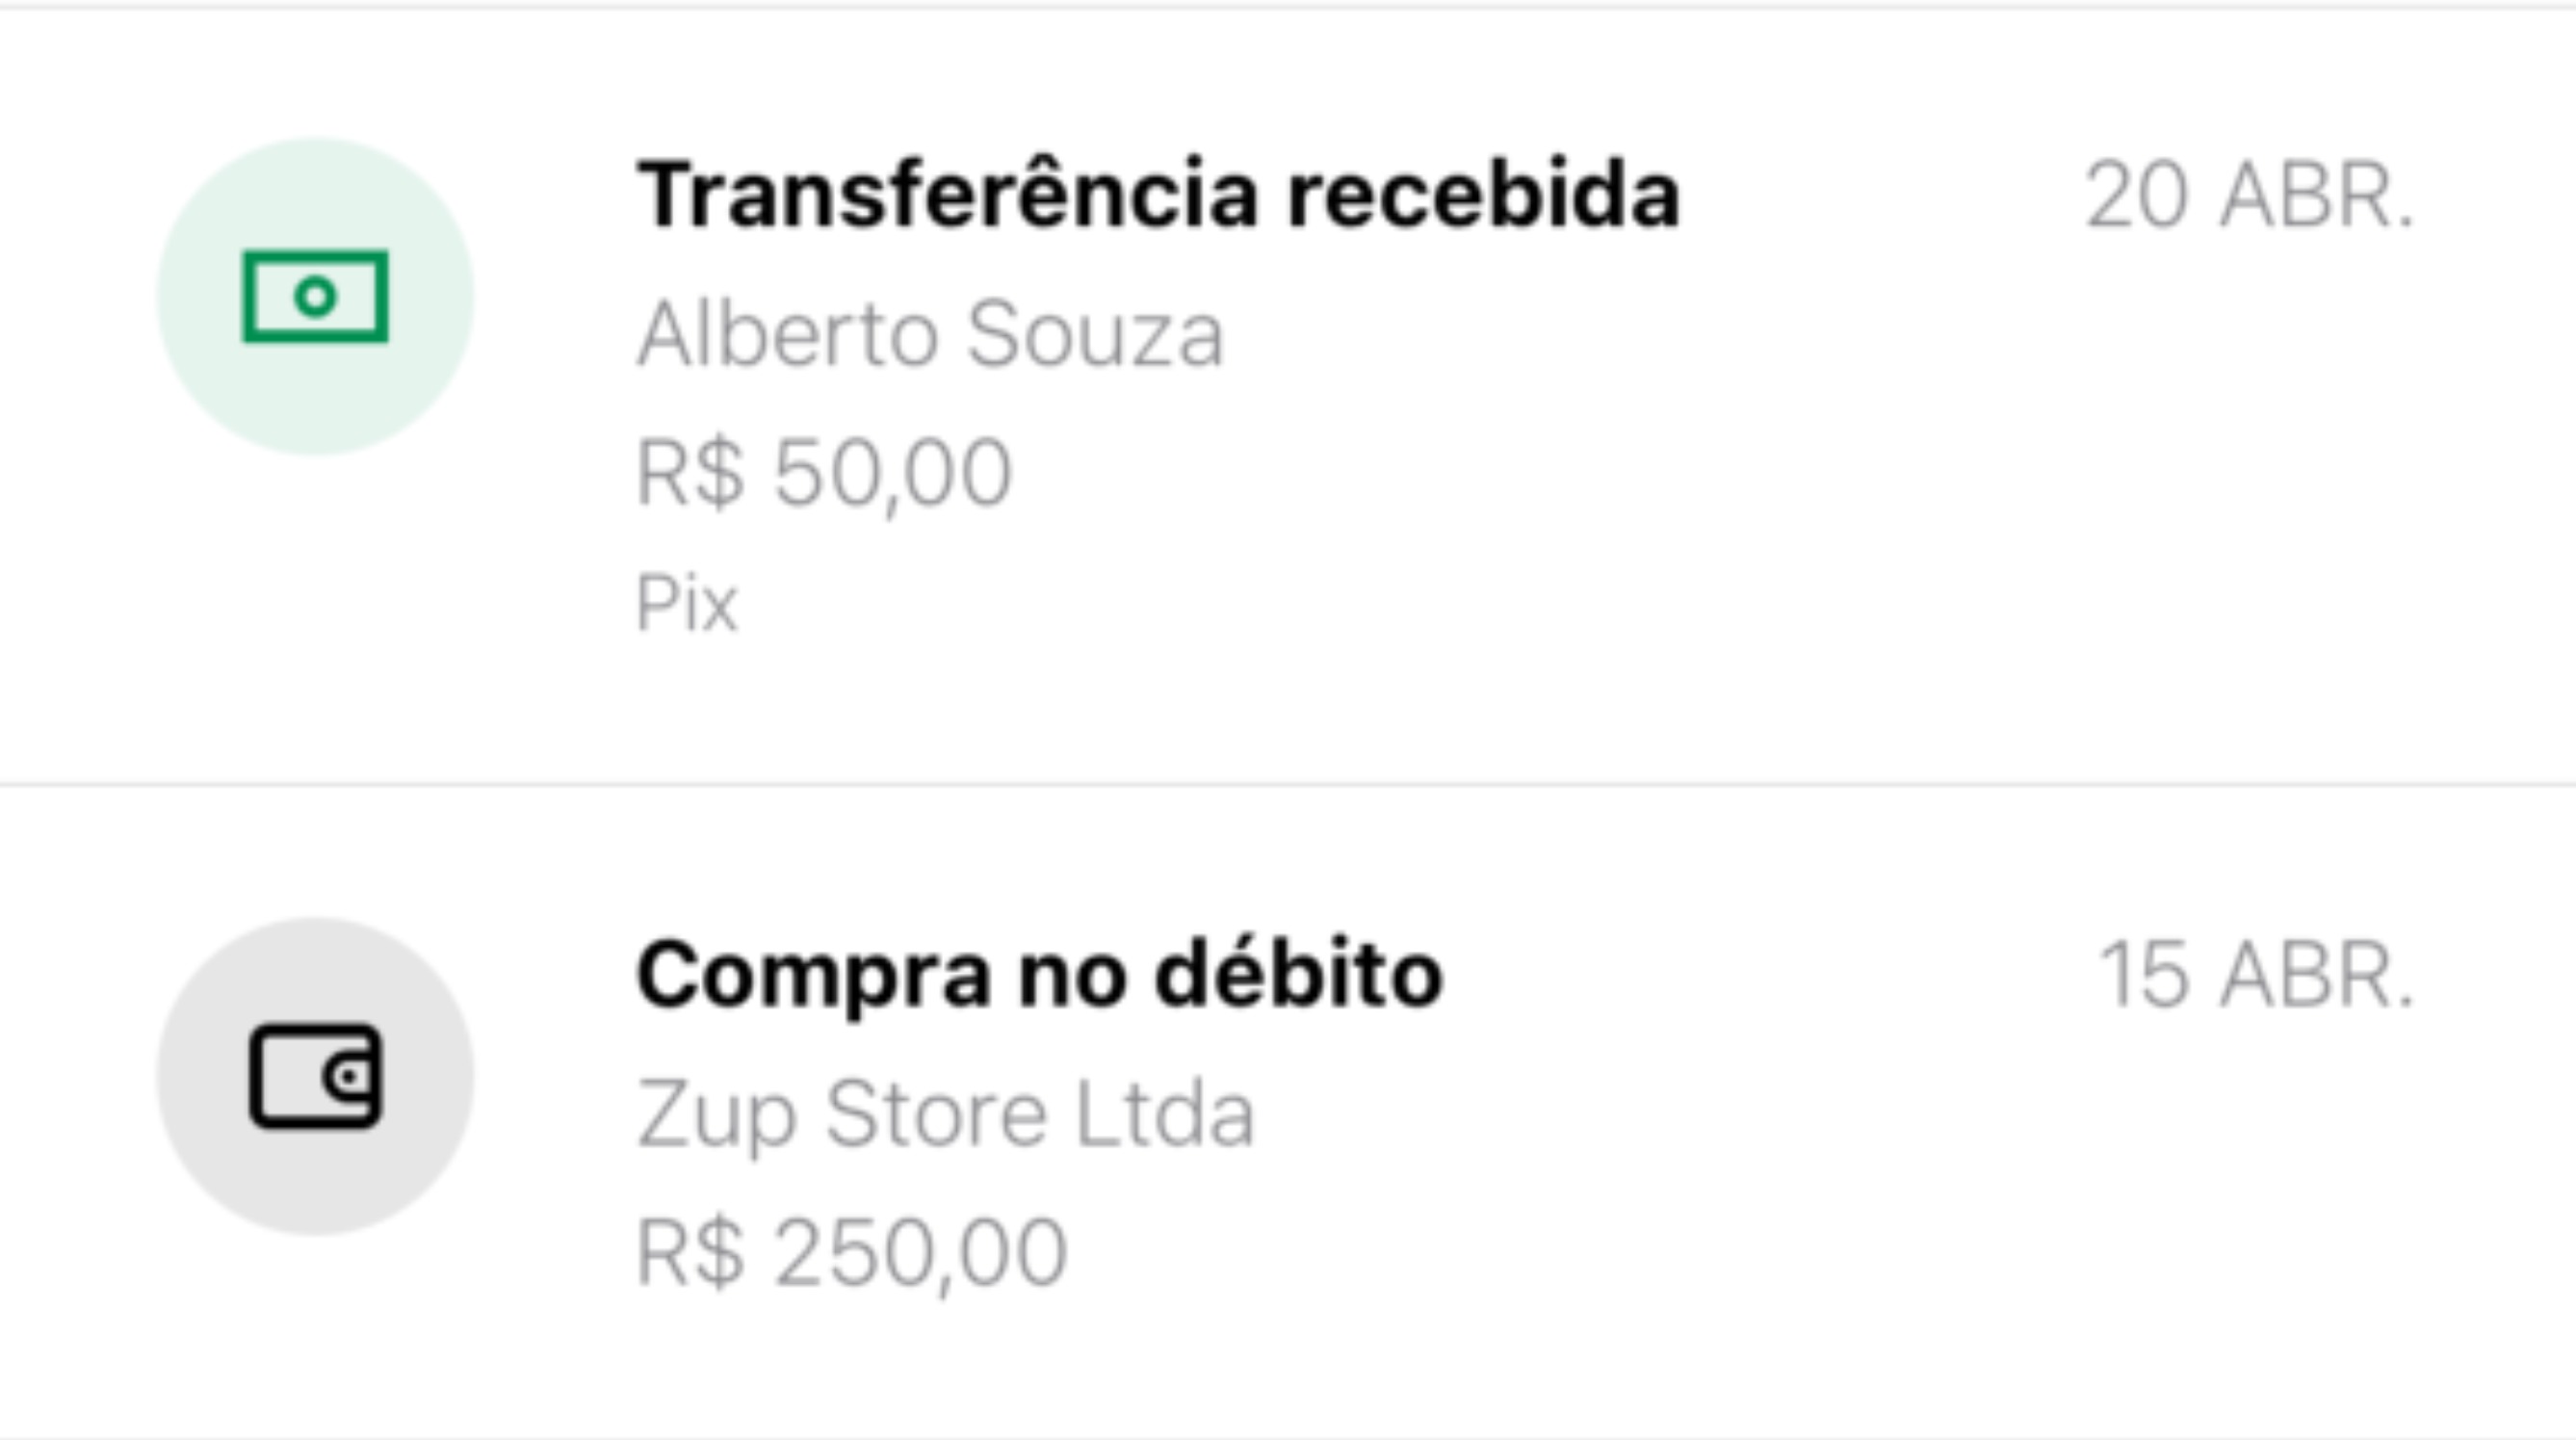 Transferência recebida 20 ABR.
Alberto Souza
R$ 50,00
Pix
Compra no débito 15 ABR.
Zup Store Ltda
R$ 250,00